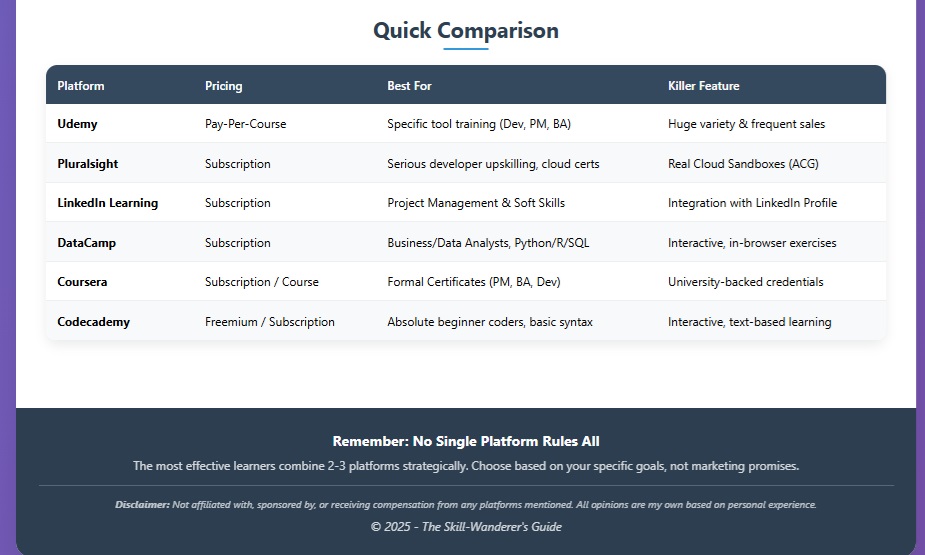 Quick Comparison
Platform Pricing Best For Killer Feature
Udemy Pay-Per-Course Specific tool training (Dev, PM, BA) Huge variety & frequent sales
Pluralsight Subscription Serious developer upskilling, cloud certs Real Cloud Sandboxes (ACG)
LinkedIn Learning Subscription Project Management & Soft Skills Integration with LinkedIn Profile
DataCamp Subscription Business/Data Analysts, Python/R/SQL Interactive, in-browser exercises
Coursera Subscription / Course Formal Certificates (PM, BA, Dev) University-backed credentials
Codecademy Freemium / Subscription Absolute beginner coders, basic syntax Interactive, text-based learning
Remember: No Single Platform Rules All
The most effective learners combine 2-3 platforms strategically. Choose based on your specific goals, not marketing promises.
Disclaimer: Not affiliated with, sponsored by, or receiving compensation from any platforms mentioned. All opinions are my own based on personal experience.
© 2025 - The Skill-Wanderer's Guide